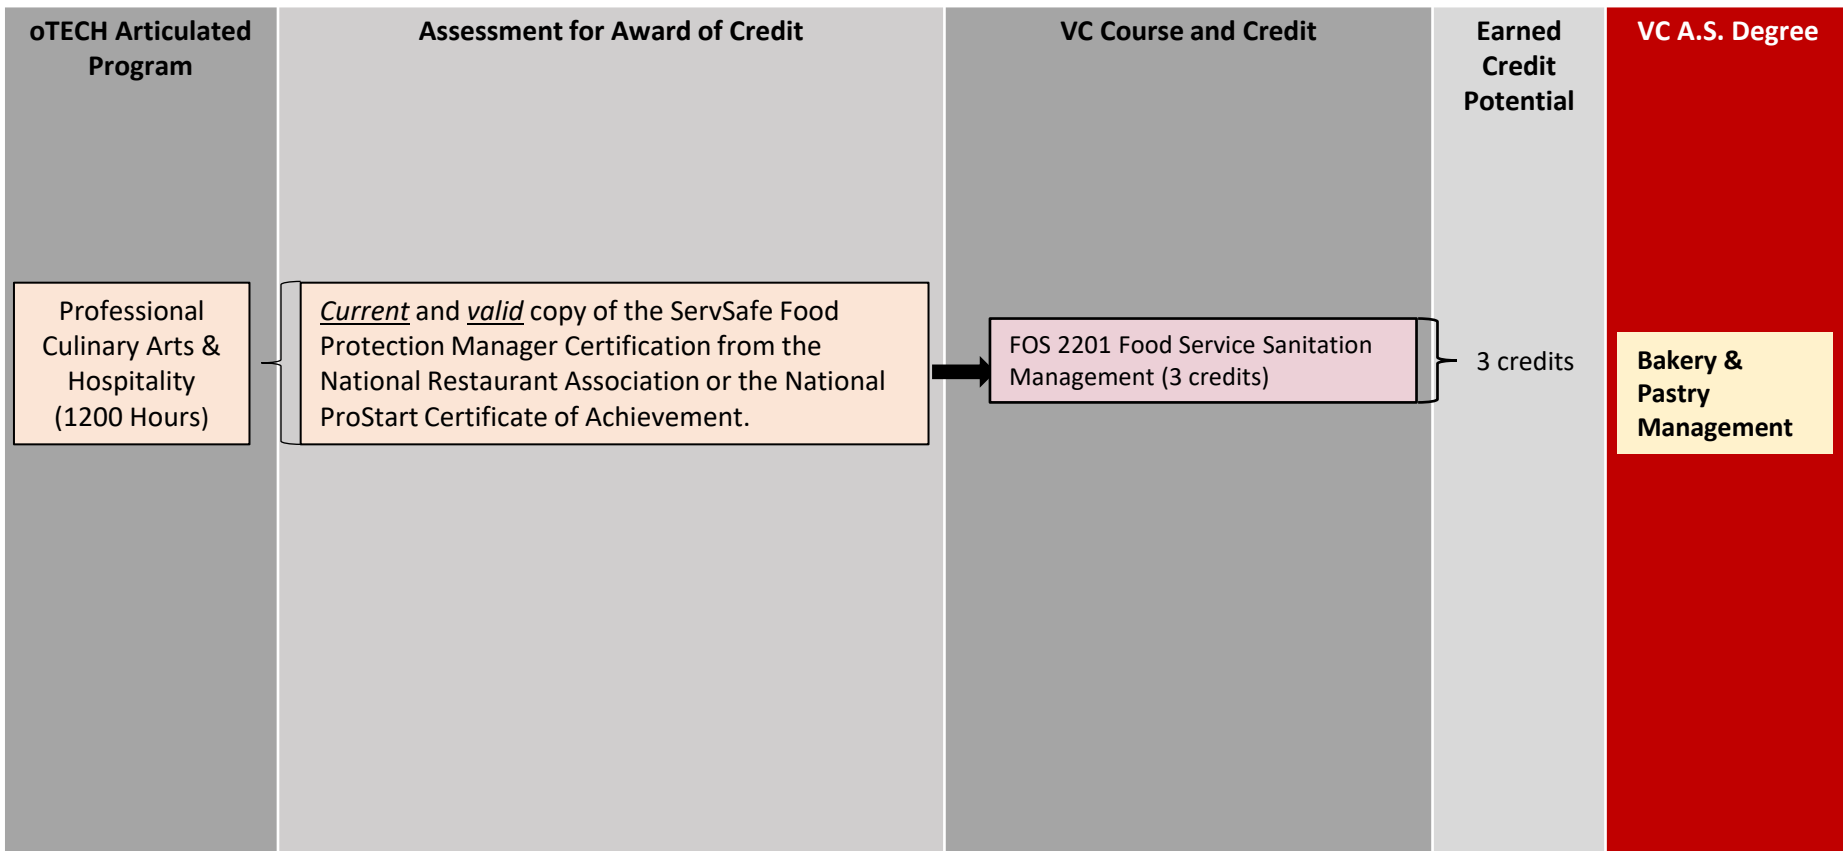 oTECH Articulated
Program
Assessment for Award of Credit
VC Course and Credit
Earned
Credit
Potential
VC A.S. Degree
Professional
Culinary Arts &
Hospitality
(1200 Hours)
Current and valid copy of the ServSafe Food
Protection Manager Certification from the
National Restaurant Association or the National
ProStart Certificate of Achievement.
FOS 2201 Food Service Sanitation
Management (3 credits)
3 credits
Bakery &
Pastry
Management